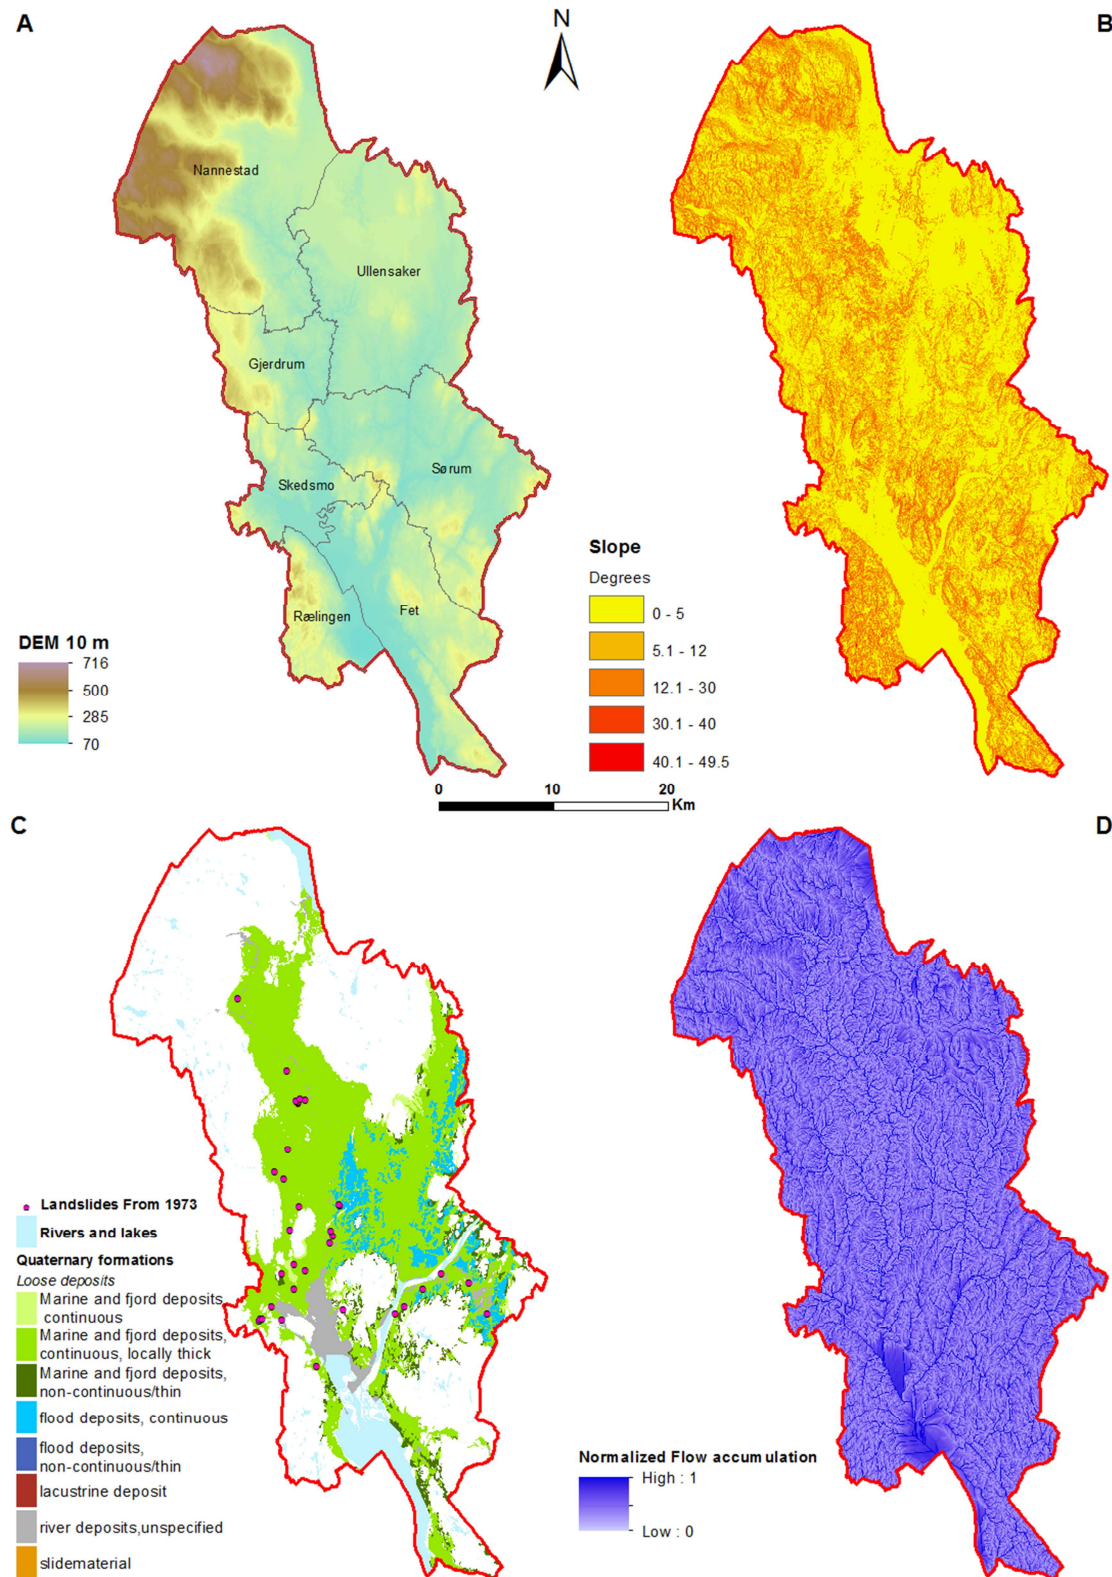 A
N
B
Nannestad
Ullensaker
Gjerdrum
Sørum
Skedsmo
Rælingen
Fet
DEM 10 m
716
500
285
70
Slope
Degrees
0 - 5
5.1 - 12
12.1 - 30
30.1 - 40
40.1 - 49.5
0 10 20
Km
C
D
Landslides From 1973
Rivers and lakes
Quaternary formations
Loose deposits
Marine and fjord deposits,
continuous
Marine and fjord deposits,
continuous, locally thick
Marine and fjord deposits,
non-continuous/thin
flood deposits, continuous
flood deposits,
non-continuous/thin
lacustrine deposit
river deposits,unspecified
slidematerial
Normalized Flow accumulation
High : 1
Low : 0